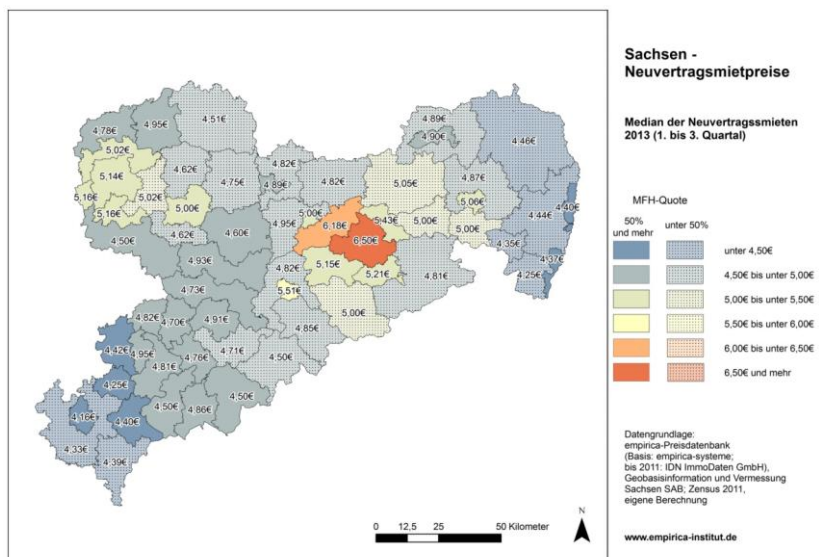 Sachsen -
Neuvertragsmietpreise
Median der Neuvertragssmieten
2013 (1. bis 3. Quartal)
MFH-Quote
50%
und mehr
unter 50%
unter 4,50€
4,50€ bis unter 5,00€
5,00€ bis unter 5,50€
5,50€ bis unter 6,00€
6,00€ bis unter 6,50€
6,50€ und mehr
Datengrundlage:
empirica-Preisdatenbank
(Basis: empirica-systeme;
bis 2011: IDN ImmoDaten GmbH),
Geobasisinformation und Vermessung
Sachsen SAB; Zensus 2011,
eigene Berechnung
www.empirica-institut.de
N
0 12,5 25 50 Kilometer
4,51€
4,95€
4,78€
4,89€
4,90€
4,46€
5,02€
4,62€
4,82€
5,14€
4,75€
4,89€
4,82€
5,05€
4,87€
5,16€
5,02€
5,06€
4,40€
5,16€
5,00€
5,00€
5,43€
5,00€
4,44€
4,50€
4,62€
4,60€
4,95€
6,18€
6,50€
5,00€
4,35€
4,93€
4,82€
5,15€
5,21€
4,81€
4,37€
4,25€
4,73€
5,51€
4,82€
4,70€
4,91€
4,85€
5,00€
4,42€
4,95€
4,76€
4,71€
4,50€
4,81€
4,25€
4,16€
4,40€
4,50€
4,86€
4,50€
4,33€
4,39€